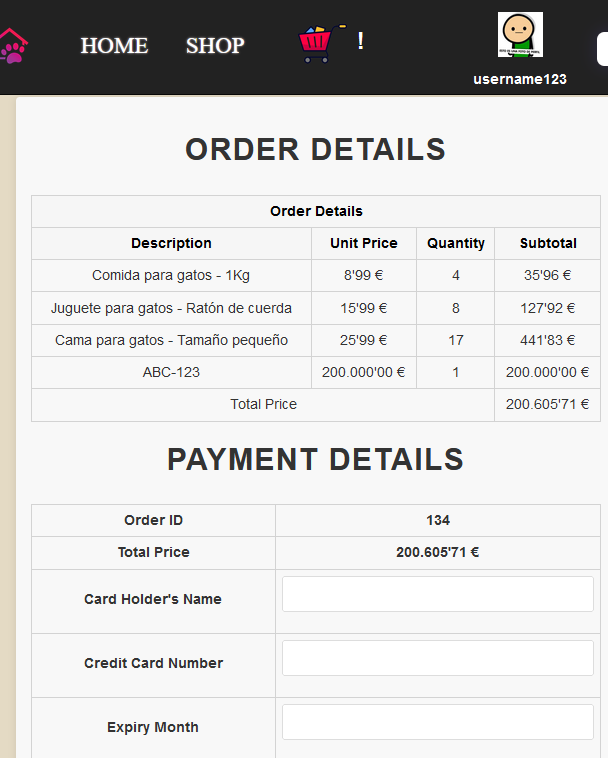 HOME SHOP !
username123
ORDER DETAILS
Order Details
Description Unit Price Quantity Subtotal
Comida para gatos - 1Kg 8'99 € 4 35'96 €
Juguete para gatos - Ratón de cuerda 15'99 € 8 127'92 €
Cama para gatos - Tamaño pequeño 25'99 € 17 441'83 €
ABC-123 200.000'00 € 1 200.000'00 €
Total Price 200.605'71 €
PAYMENT DETAILS
Order ID 134
Total Price 200.605'71 €
Card Holder's Name
Credit Card Number
Expiry Month